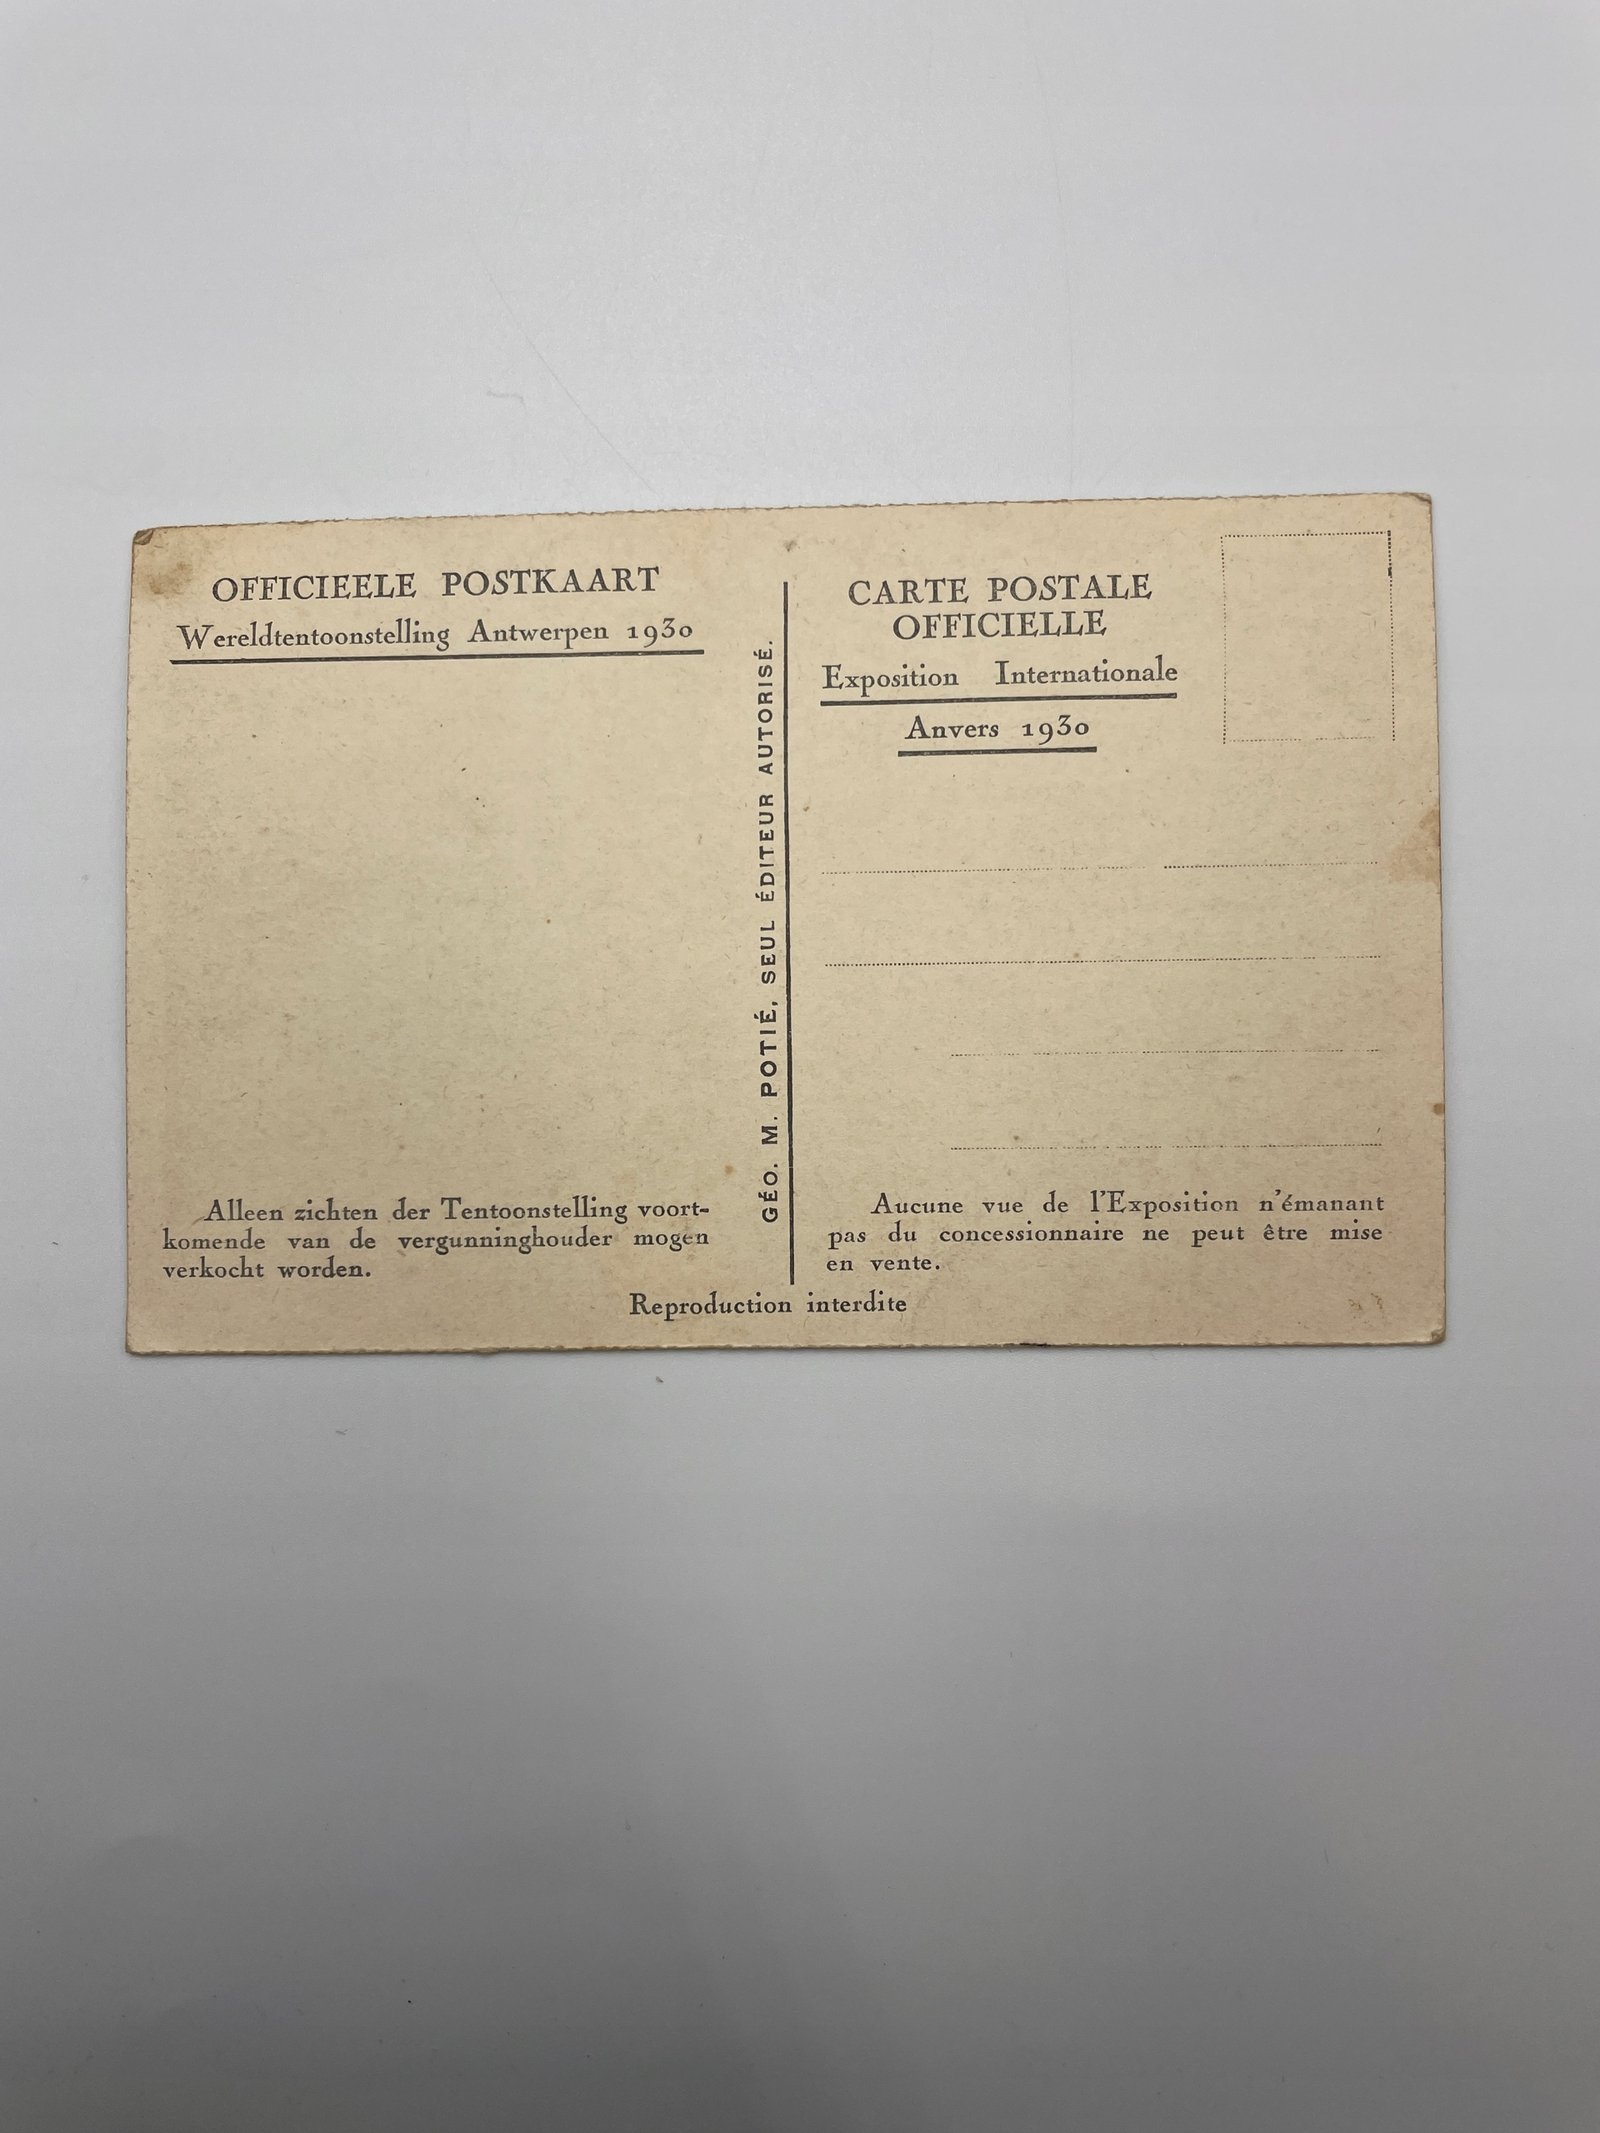 OFFICIEELE POSTKAART
Wereldtentoonstelling Antwerpen 1930
Alleen zichten der Tentoonstelling voort-
komende van de vergunninghouder mogen
verkocht worden.
GÉO. M. POTIÉ, SEUL ÉDITEUR AUTORISÉ.
CARTE POSTALE
OFFICIELLE
Exposition Internationale
Anvers 1930
Aucune vue de l'Exposition n'émanant
pas du concessionnaire ne peut être mise
en vente.
Reproduction interdite